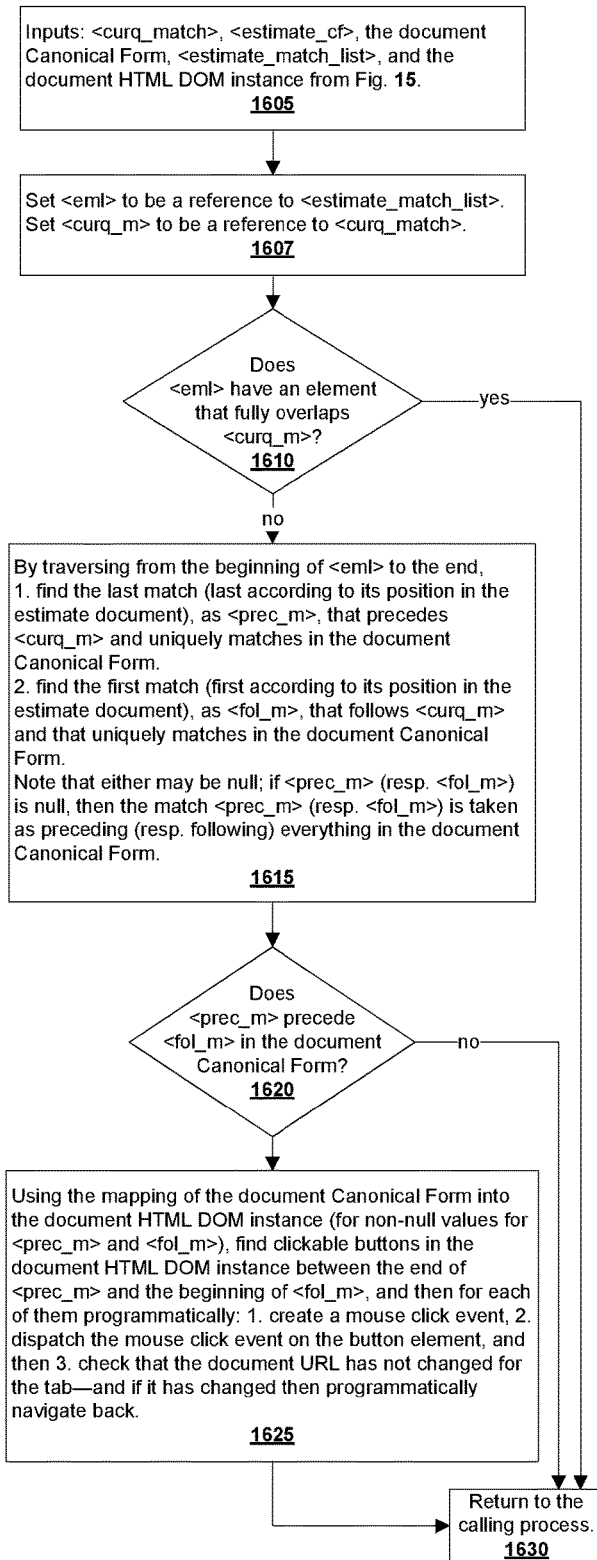 Inputs: <curq_match>, <estimate_cf>, the document
Canonical Form, <estimate_match_list>, and the
document HTML DOM instance from Fig. 15.
1605
Set <eml> to be a reference to <estimate_match_list>.
Set <curq_m> to be a reference to <curq_match>.
1607
Does
<eml> have an element
that fully overlaps
<curq_m>?
1610
yes
no
By traversing from the beginning of <eml> to the end,
1. find the last match (last according to its position in the
estimate document), as <prec_m>, that precedes
<curq_m> and uniquely matches in the document
Canonical Form.
2. find the first match (first according to its position in the
estimate document), as <fol_m>, that follows <curq_m>
and that uniquely matches in the document Canonical
Form.
Note that either may be null; if <prec_m> (resp. <fol_m>)
is null, then the match <prec_m> (resp. <fol_m>) is taken
as preceding (resp. following) everything in the document
Canonical Form.
1615
Does
<prec_m> precede
<fol_m> in the document
Canonical Form?
1620
no
Using the mapping of the document Canonical Form into
the document HTML DOM instance (for non-null values for
<prec_m> and <fol_m>), find clickable buttons in the
document HTML DOM instance between the end of
<prec_m> and the beginning of <fol_m>, and then for each
of them programmatically: 1. create a mouse click event, 2.
dispatch the mouse click event on the button element, and
then 3. check that the document URL has not changed for
the tab—and if it has changed then programmatically
navigate back.
1625
Return to the
calling process.
1630